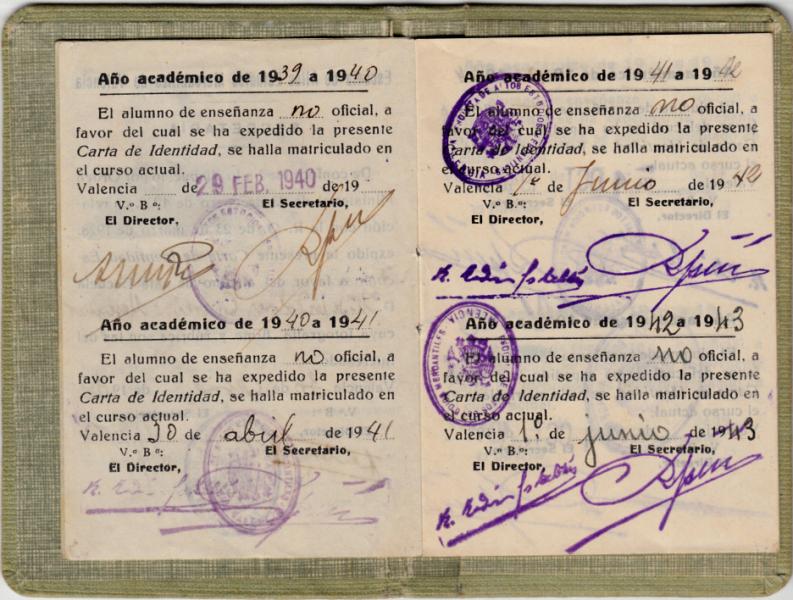 Año académico de 1939 a 1940
El alumno de enseñanza no oficial, a
favor del cual se ha expedido la presente
Carta de Identidad, se halla matriculado en
el curso actual.
Valencia de 29 FEB. 1940 de 19
V.º B.º: El Secretario,
El Director,
Año académico de 1940 a 1941
El alumno de enseñanza no oficial, a
favor del cual se ha expedido la presente
Carta de Identidad, se halla matriculado en
el curso actual.
Valencia 30 de abril de 1941
V.º B.º: El Secretario,
El Director,
Año académico de 1941 a 1942
El alumno de enseñanza no oficial, a
favor del cual se ha expedido la presente
Carta de Identidad, se halla matriculado en
el curso actual.
Valencia 1º de Junio de 1942
V.º B.º: El Secretario,
El Director,
Año académico de 1942 a 1943
El alumno de enseñanza no oficial, a
favor del cual se ha expedido la presente
Carta de Identidad, se halla matriculado en
el curso actual.
Valencia 1º de junio de 1943
V.º B.º: El Secretario,
El Director,